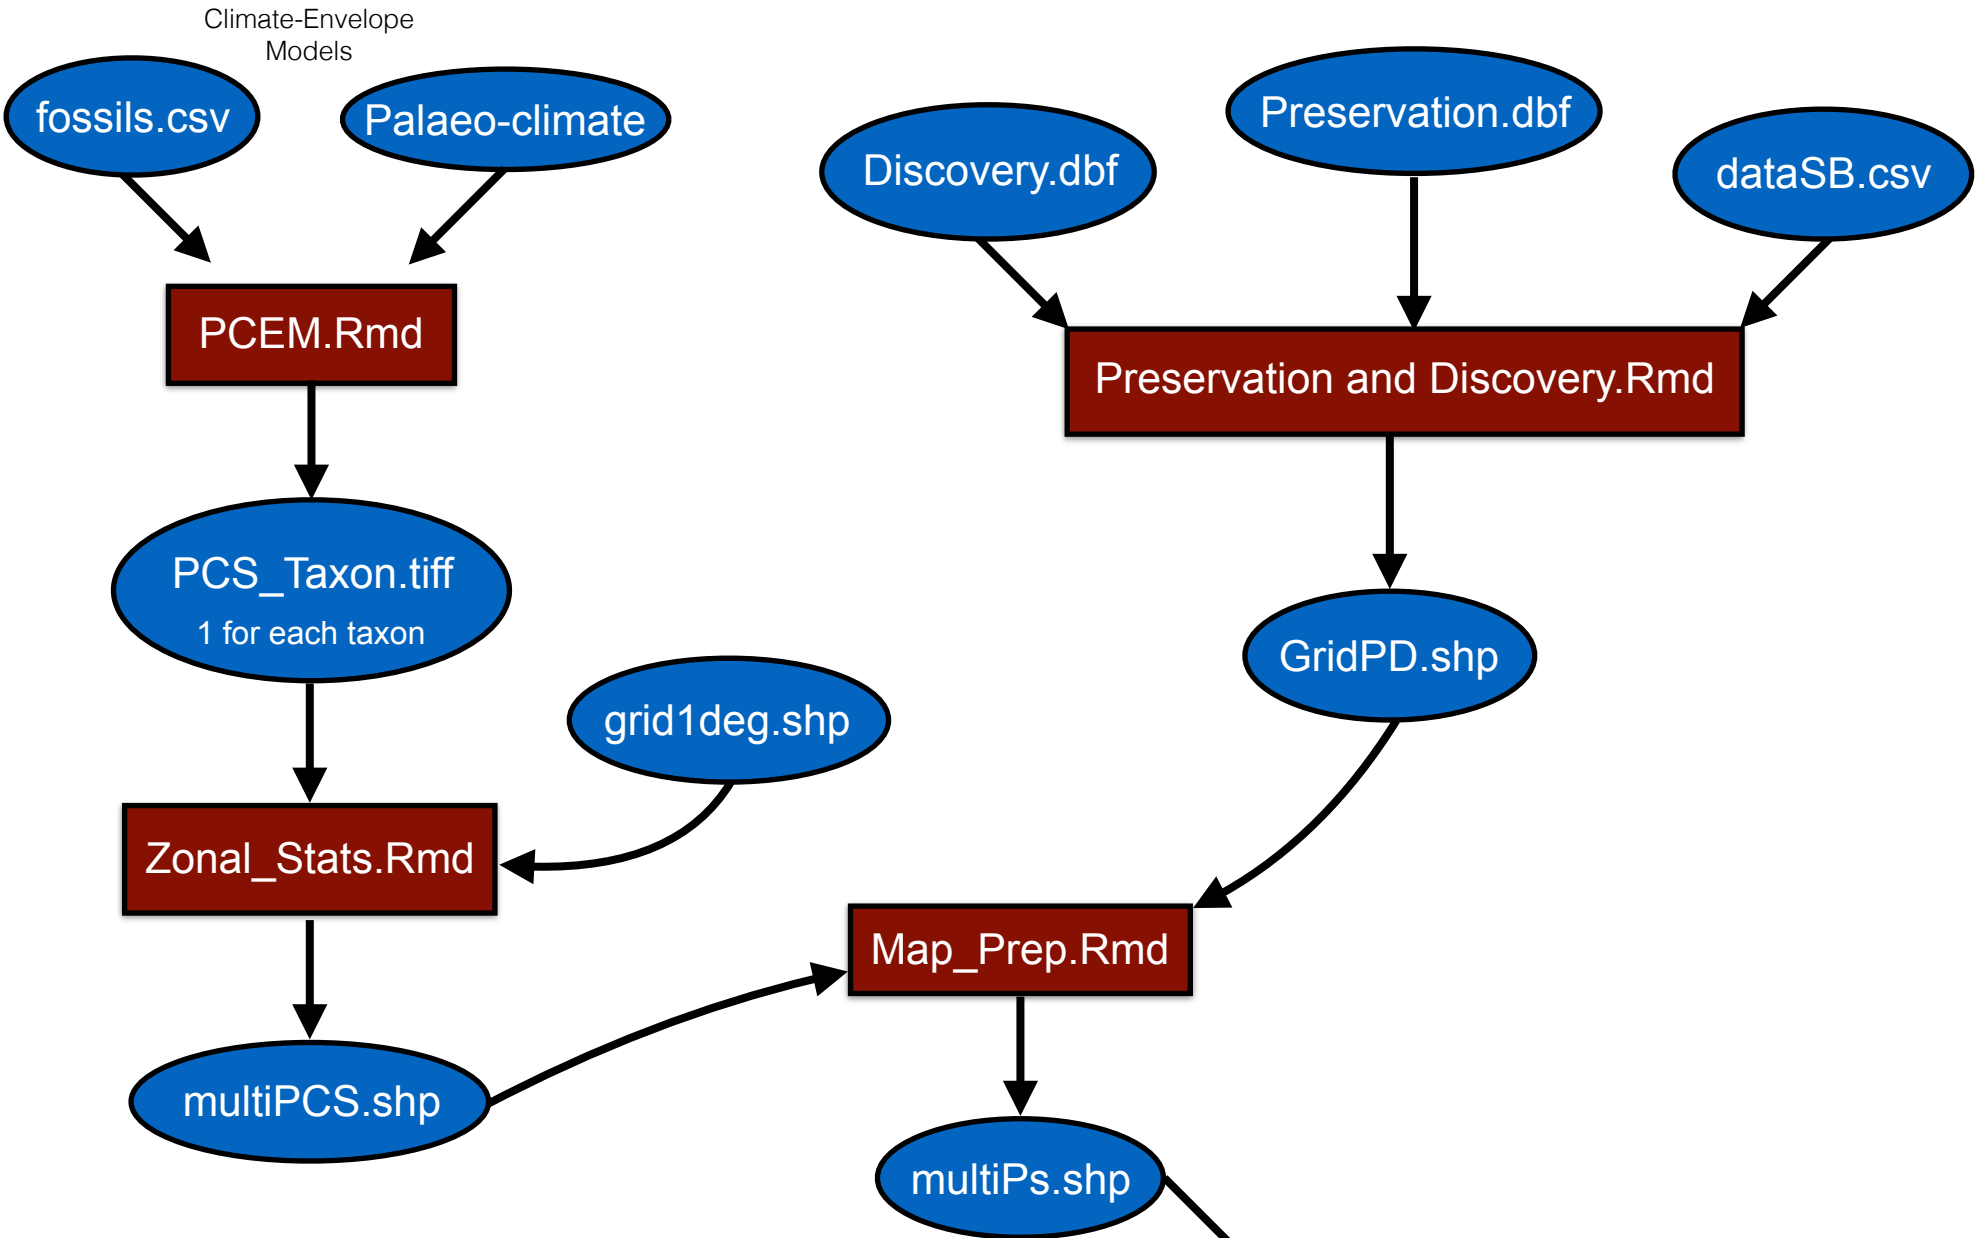 Climate-Envelope
Models
fossils.csv
Palaeo-climate
Discovery.dbf
Preservation.dbf
dataSB.csv
PCEM.Rmd
Preservation and Discovery.Rmd
PCS_Taxon.tiff
1 for each taxon
GridPD.shp
grid1deg.shp
Zonal_Stats.Rmd
Map_Prep.Rmd
multiPCS.shp
multiPs.shp